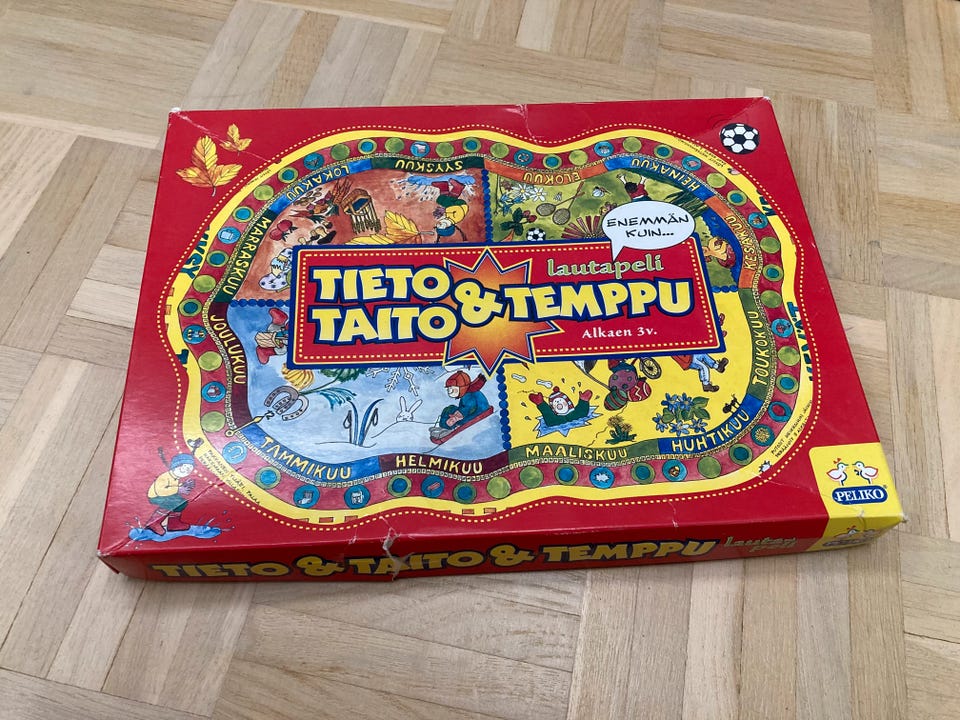 LOKAKUU
SYYSKUU
ELOKUU
HEINÄKUU
MARRASKUU
KESÄKUU
ENEMMÄN
KUIN...
lautapeli
TIETO
TAITO
&
TEMPPU
Alkaen 3v.
JOULUKUU
TOUKOKUU
TAMMIKUU
HELMIKUU
MAALISKUU
HUHTIKUU
PELIKO
TIETO & TAITO & TEMPPU